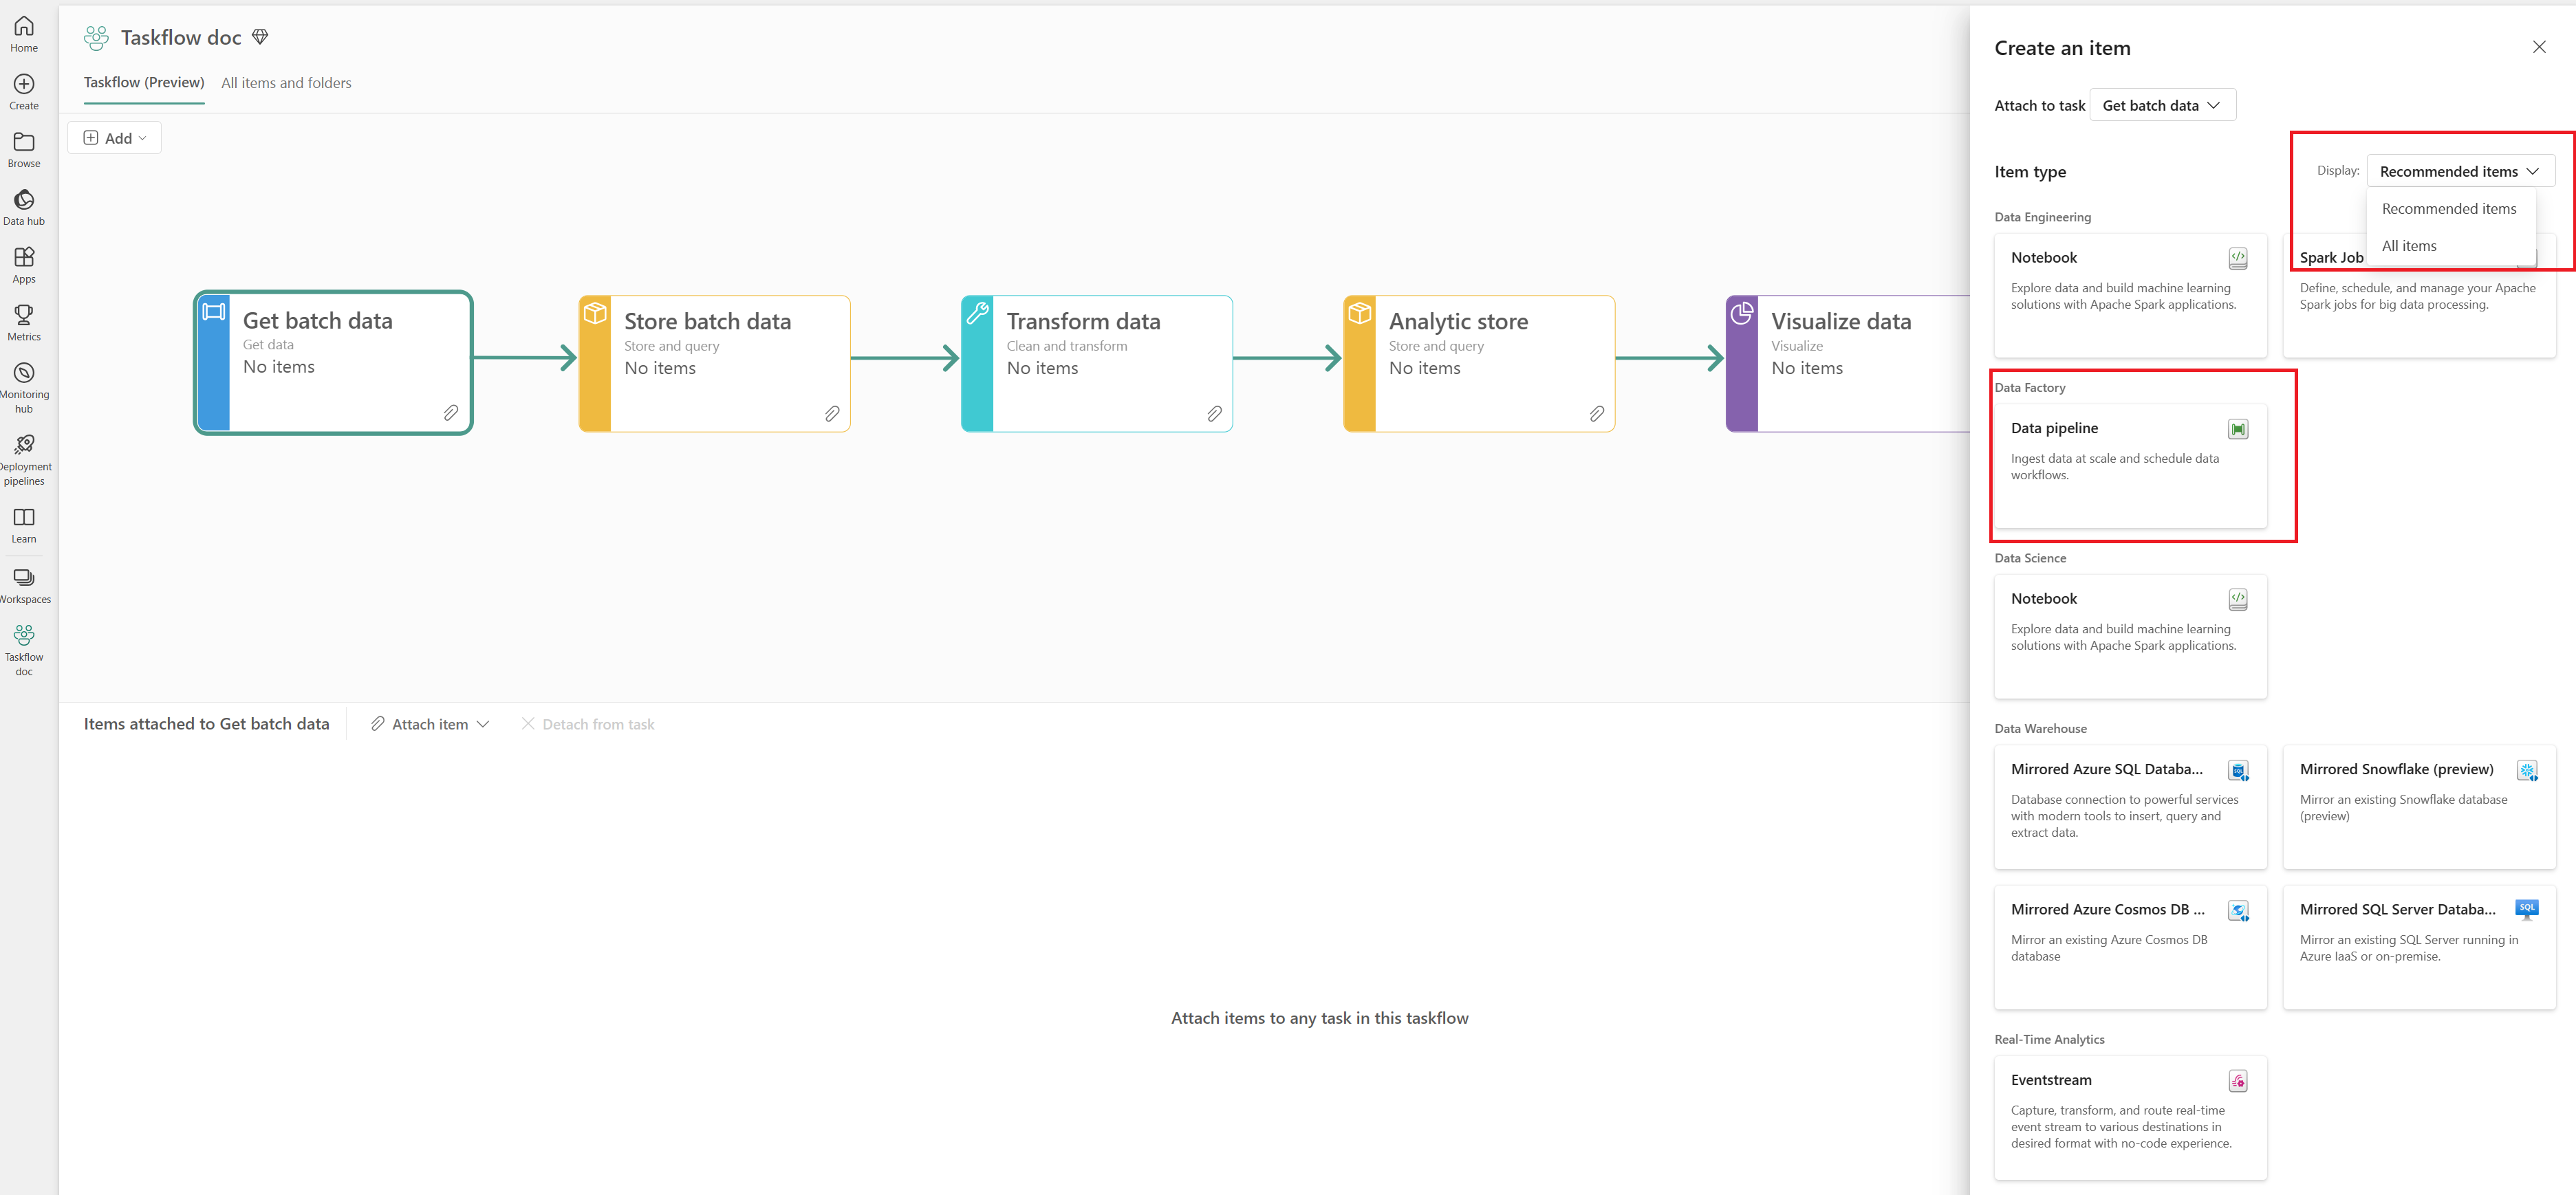 Home
Create
Browse
Data hub
Apps
Metrics
Monitoring
hub
Deployment
pipelines
Learn
Workspaces
Taskflow
doc
Taskflow doc
Taskflow (Preview)
All items and folders
Add
Get batch data
Get data
No items
Store batch data
Store and query
No items
Transform data
Clean and transform
No items
Analytic store
Store and query
No items
Visualize data
Visualize
No items
Items attached to Get batch data
Attach item
Detach from task
Attach items to any task in this taskflow
Create an item
Attach to task
Get batch data
Item type
Display:
Recommended items
Recommended items
All items
Data Engineering
Notebook
Explore data and build machine learning
solutions with Apache Spark applications.
Spark Job
Define, schedule, and manage your Apache
Spark jobs for big data processing.
Data Factory
Data pipeline
Ingest data at scale and schedule data
workflows.
Data Science
Notebook
Explore data and build machine learning
solutions with Apache Spark applications.
Data Warehouse
Mirrored Azure SQL Databa...
Database connection to powerful services
with modern tools to insert, query and
extract data.
Mirrored Snowflake (preview)
Mirror an existing Snowflake database
(preview)
Mirrored Azure Cosmos DB ...
Mirror an existing Azure Cosmos DB
database
Mirrored SQL Server Databa...
SQL
Mirror an existing SQL Server running in
Azure IaaS or on-premise.
Real-Time Analytics
Eventstream
Capture, transform, and route real-time
event stream to various destinations in
desired format with no-code experience.